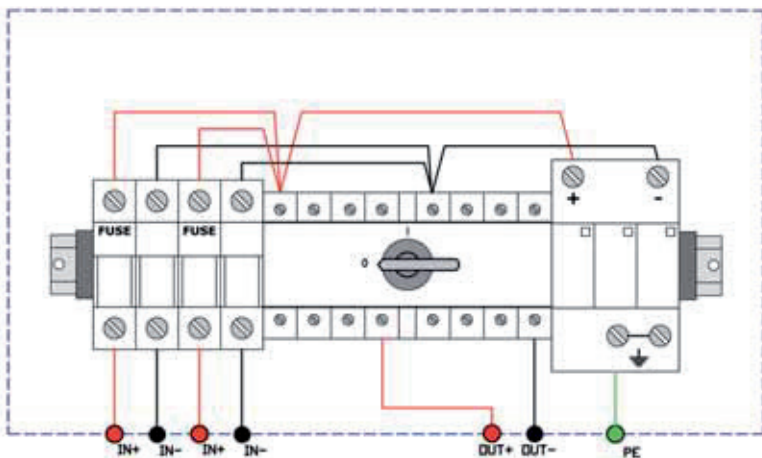 + -
FUSE FUSE
I
0
IN+ IN- IN+ IN- OUT+ OUT- PE